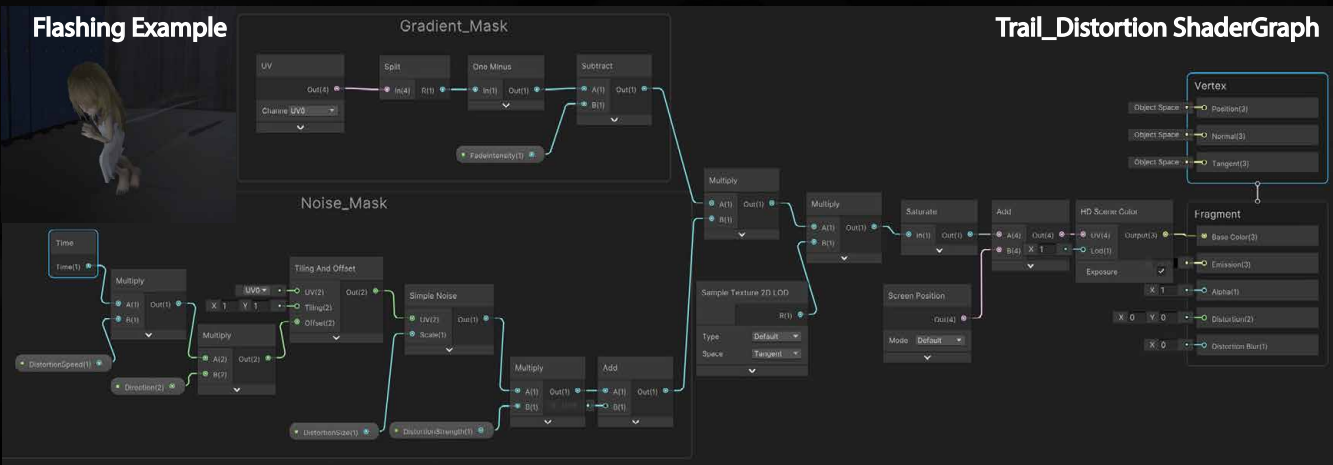 Flashing Example
Gradient_Mask
Trail_Distortion ShaderGraph
UV
Out(4)
Channe UV0
Split
In(4) R(1)
One Minus
In(1) Out(1)
Subtract
A(1) Out(1)
B(1)
FadeIntensity(1)
Noise_Mask
Time
Time(1)
Multiply
A(1) Out(1)
B(1)
DistortionSpeed(1)
Direction(2)
Multiply
A(2) Out(2)
B(2)
Tiling And Offset
UV0
X 1 Y 1
UV(2) Out(2)
Tiling(2)
Offset(2)
Simple Noise
UV(2) Out(1)
Scale(1)
DistortionSize(1)
DistortionStrength(1)
Multiply
A(1) Out(1)
B(1)
Add
A(1) Out(1)
B(1)
Multiply
A(1) Out(1)
B(1)
Sample Texture 2D LOD
R(1)
Type Default
Space Tangent
Multiply
A(1) Out(1)
B(1)
Saturate
In(1) Out(1)
Screen Position
Out(4)
Mode Default
Add
A(4) Out(4)
B(4)
X 1
HD Scene Color
UV(4) Output(3)
Lod(1)
Exposure
Vertex
Object Space Position(3)
Object Space Normal(3)
Object Space Tangent(3)
Fragment
Base Color(3)
Emission(3)
X 1 Alpha(1)
X 0 Y 0 Distortion(2)
X 0 Distortion Blur(1)